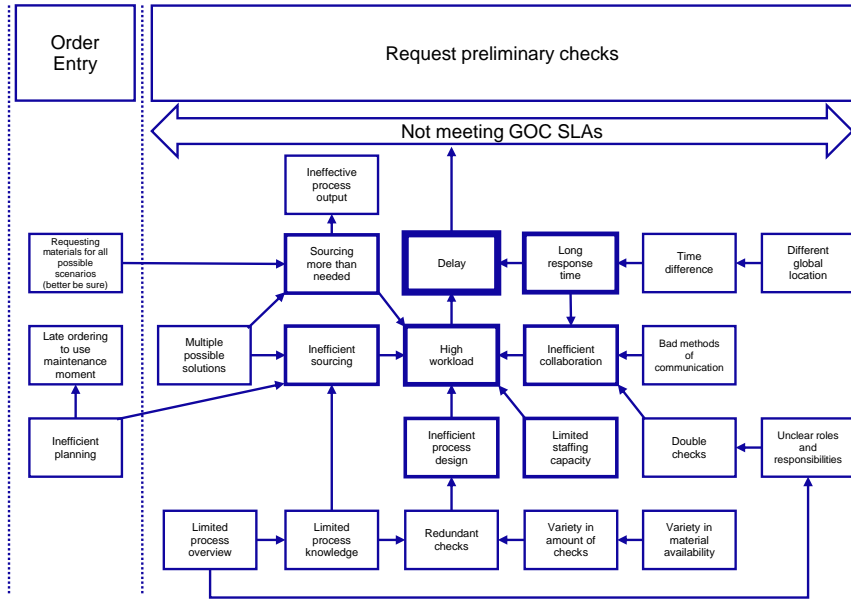 Order
Entry
Request preliminary checks
Not meeting GOC SLAs
Ineffective
process
output
Requesting
materials for all
possible
scenarios
(better be sure)
Sourcing
more than
needed
Delay
Long
response
time
Time
difference
Different
global
location
Late ordering
to use
maintenance
moment
Multiple
possible
solutions
Inefficient
sourcing
High
workload
Inefficient
collaboration
Bad methods
of
communication
Inefficient
planning
Inefficient
process
design
Limited
staffing
capacity
Double
checks
Unclear roles
and
responsibilities
Limited
process
overview
Limited
process
knowledge
Redundant
checks
Variety in
amount of
checks
Variety in
material
availability